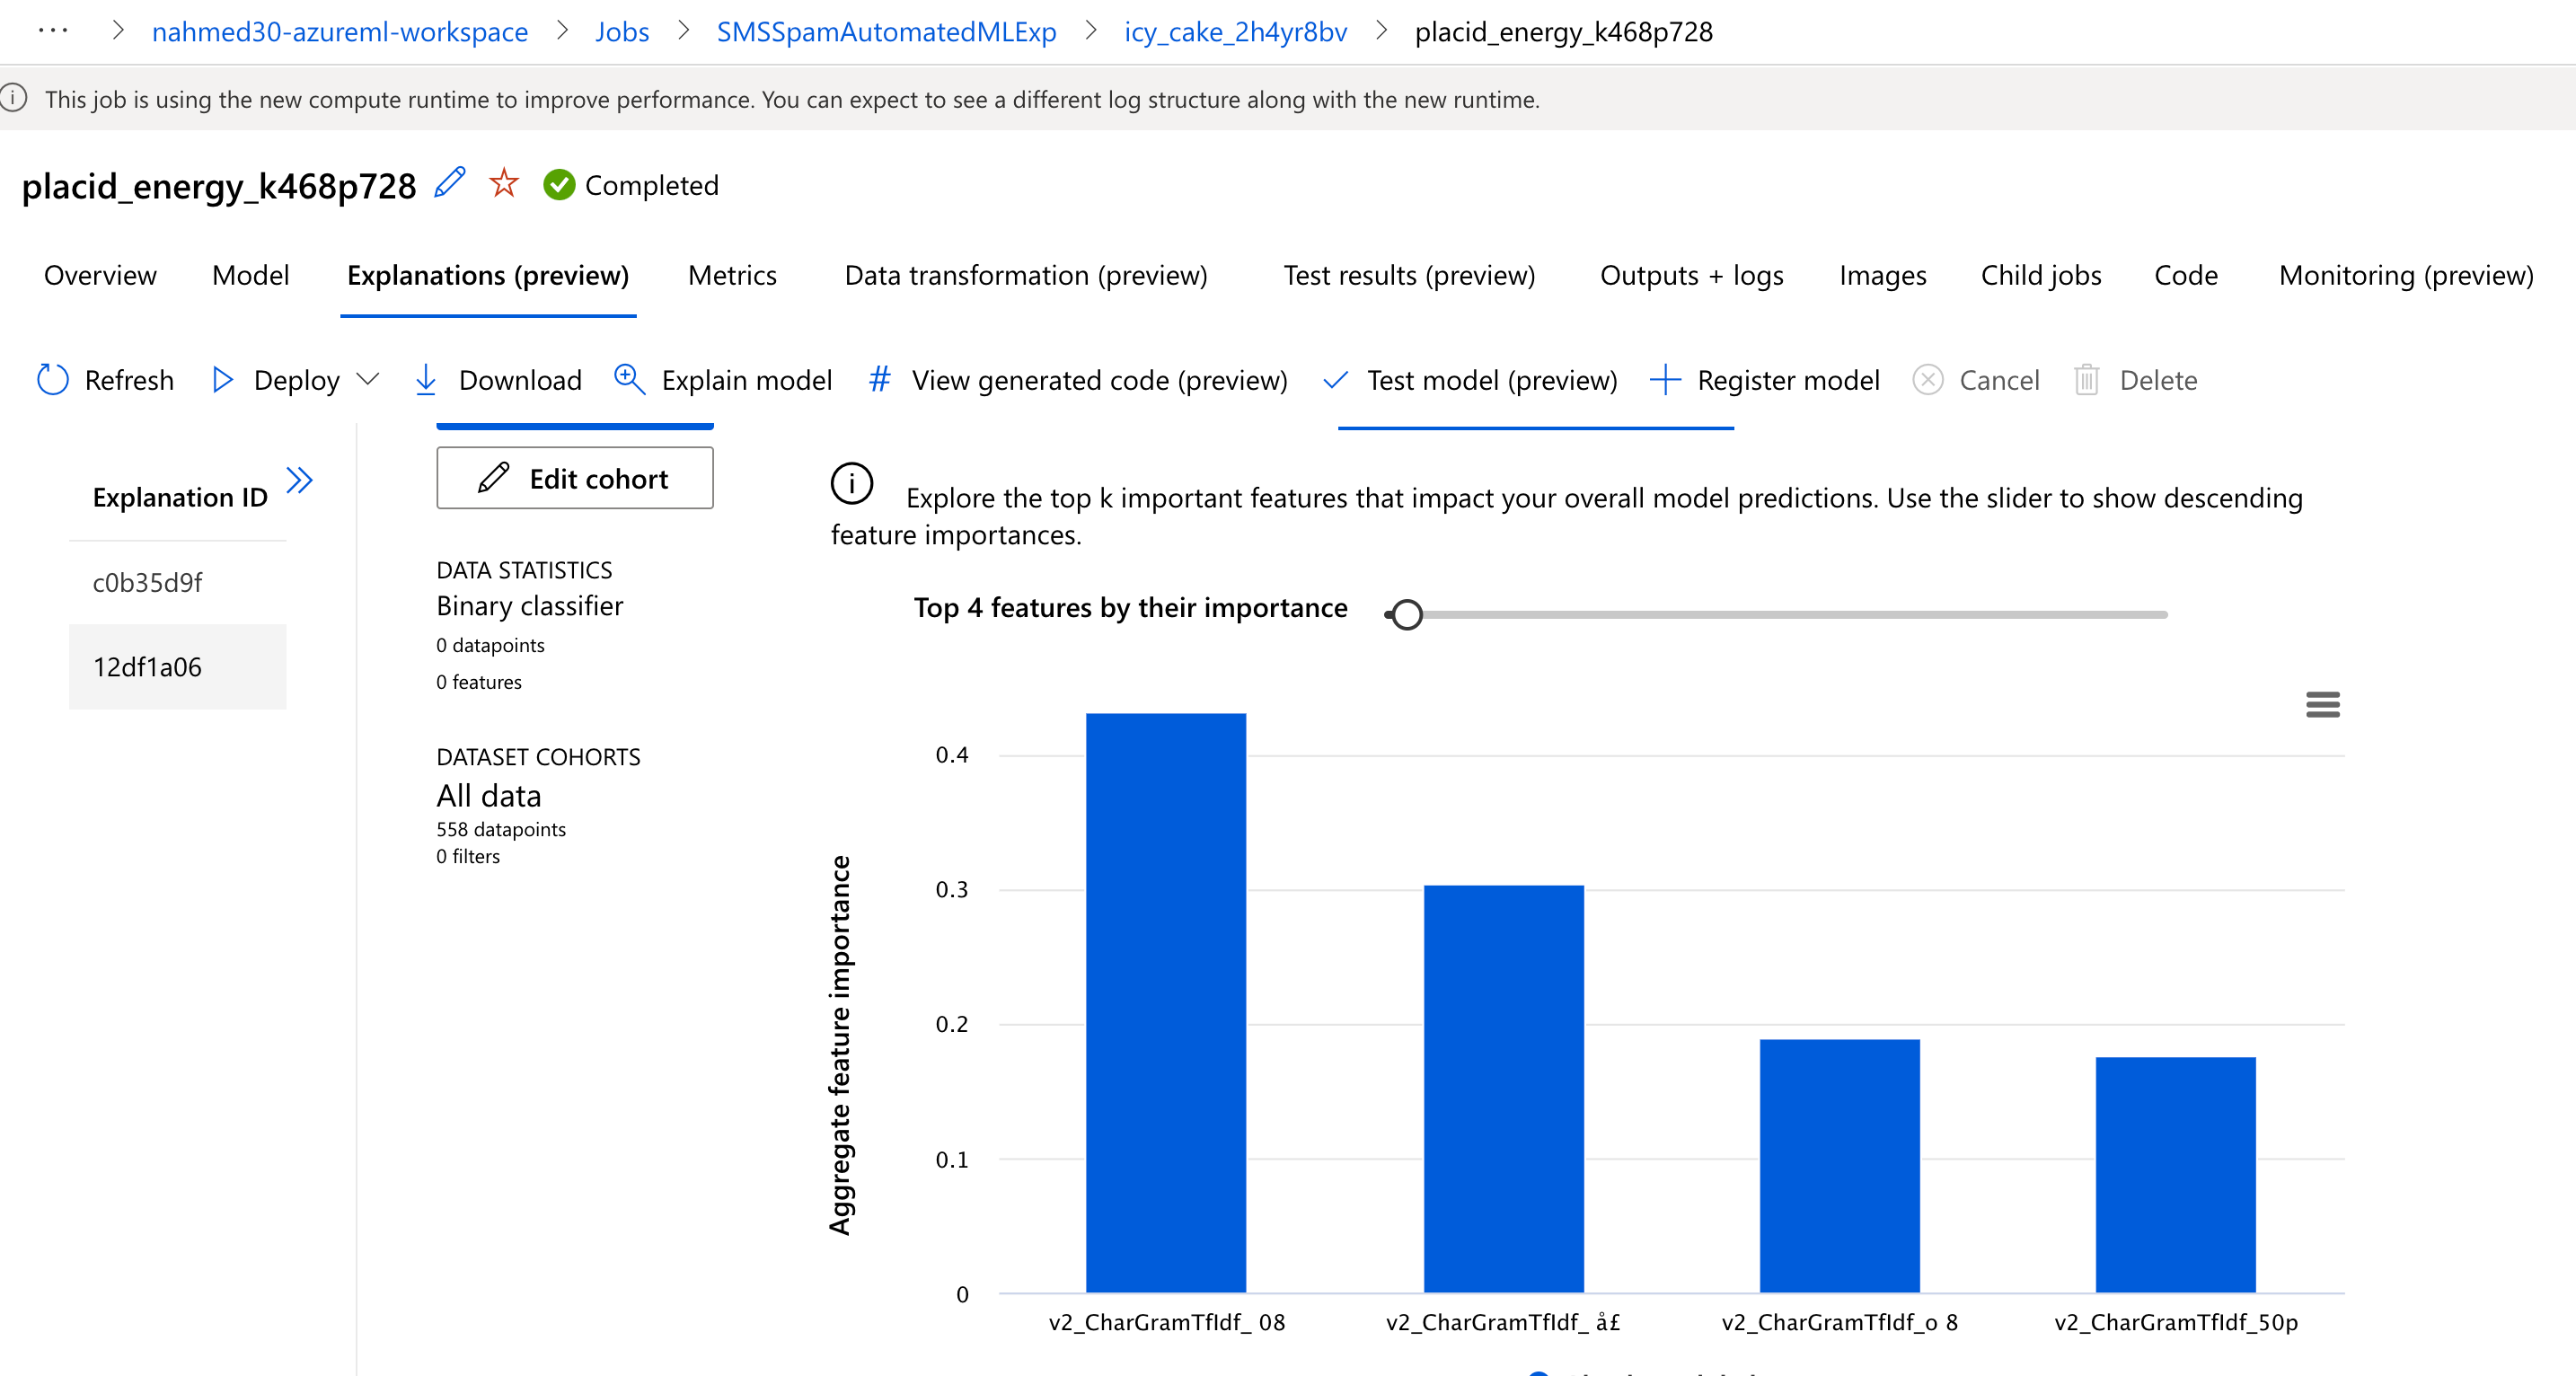 ... > nahmed30-azureml-workspace > Jobs > SMSSpamAutomatedMLExp > icy_cake_2h4yr8bv > placid_energy_k468p728
This job is using the new compute runtime to improve performance. You can expect to see a different log structure along with the new runtime.
placid_energy_k468p728 Completed
Overview Model Explanations (preview) Metrics Data transformation (preview) Test results (preview) Outputs + logs Images Child jobs Code Monitoring (preview)
Refresh Deploy Download Explain model # View generated code (preview) Test model (preview) Register model Cancel Delete
Explanation ID
c0b35d9f
12df1a06
Edit cohort
DATA STATISTICS
Binary classifier
0 datapoints
0 features
DATASET COHORTS
All data
558 datapoints
0 filters
Explore the top k important features that impact your overall model predictions. Use the slider to show descending
feature importances.
Top 4 features by their importance
Aggregate feature importance
0.4
0.3
0.2
0.1
0
v2_CharGramTfIdf_ 08 v2_CharGramTfIdf_ å£ v2_CharGramTfIdf_o 8 v2_CharGramTfIdf_50p